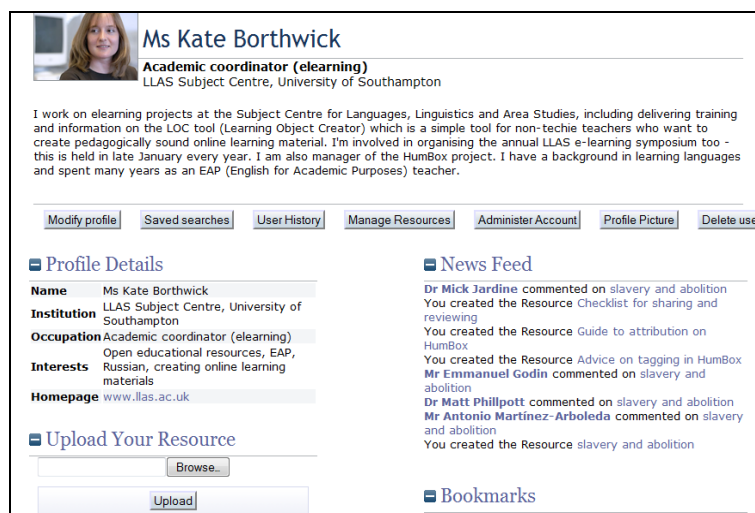 Ms Kate Borthwick
Academic coordinator (elearning)
LLAS Subject Centre, University of Southampton
I work on elearning projects at the Subject Centre for Languages, Linguistics and Area Studies, including delivering training
and information on the LOC tool (Learning Object Creator) which is a simple tool for non-techie teachers who want to
create pedagogically sound online learning material. I'm involved in organising the annual LLAS e-learning symposium too -
this is held in late January every year. I am also manager of the HumBox project. I have a background in learning languages
and spent many years as an EAP (English for Academic Purposes) teacher.
Modify profile Saved searches User History Manage Resources Administer Account Profile Picture Delete use
Profile Details
Name Ms Kate Borthwick
Institution LLAS Subject Centre, University of
Southampton
Occupation Academic coordinator (elearning)
Interests Open educational resources, EAP,
Russian, creating online learning
materials
Homepage www.llas.ac.uk
Upload Your Resource
Browse...
Upload
News Feed
Dr Mick Jardine commented on slavery and abolition
You created the Resource Checklist for sharing and
reviewing
You created the Resource Guide to attribution on
HumBox
You created the Resource Advice on tagging in HumBox
Mr Emmanuel Godin commented on slavery and
abolition
Dr Matt Phillpott commented on slavery and abolition
Mr Antonio Martínez-Arboleda commented on slavery
and abolition
You created the Resource slavery and abolition
Bookmarks